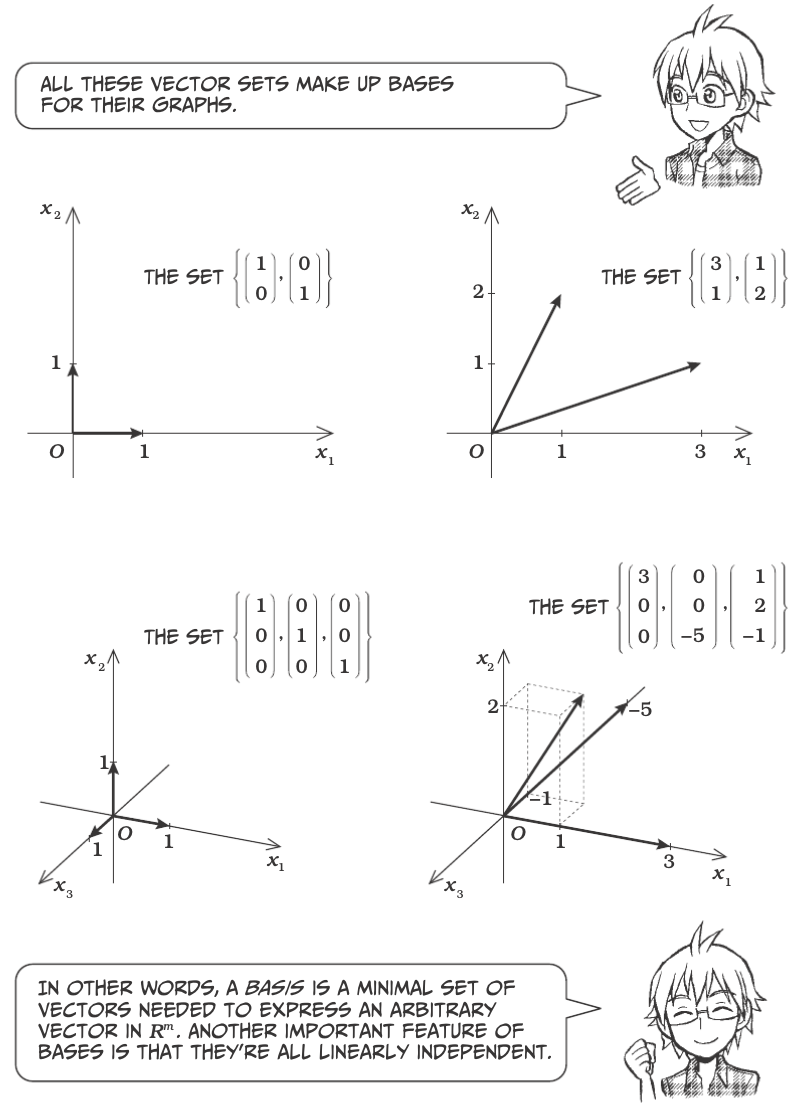 ALL THESE VECTOR SETS MAKE UP BASES
FOR THEIR GRAPHS.
x₂
THE SET {(1 0), (0 1)}
1
O 1 x₁
x₂
THE SET {(3 1), (1 2)}
2
1
O 1 3 x₁
THE SET {(1 0 0), (0 1 0), (0 0 1)}
x₂
1
O
1 1
x₁
x₃
THE SET {(3 0 0), (0 0 −5), (1 2 −1)}
x₂
2
−5
−1
O 1
3 x₁
x₃
IN OTHER WORDS, A BASIS IS A MINIMAL SET OF
VECTORS NEEDED TO EXPRESS AN ARBITRARY
VECTOR IN Rᵐ. ANOTHER IMPORTANT FEATURE OF
BASES IS THAT THEY'RE ALL LINEARLY INDEPENDENT.